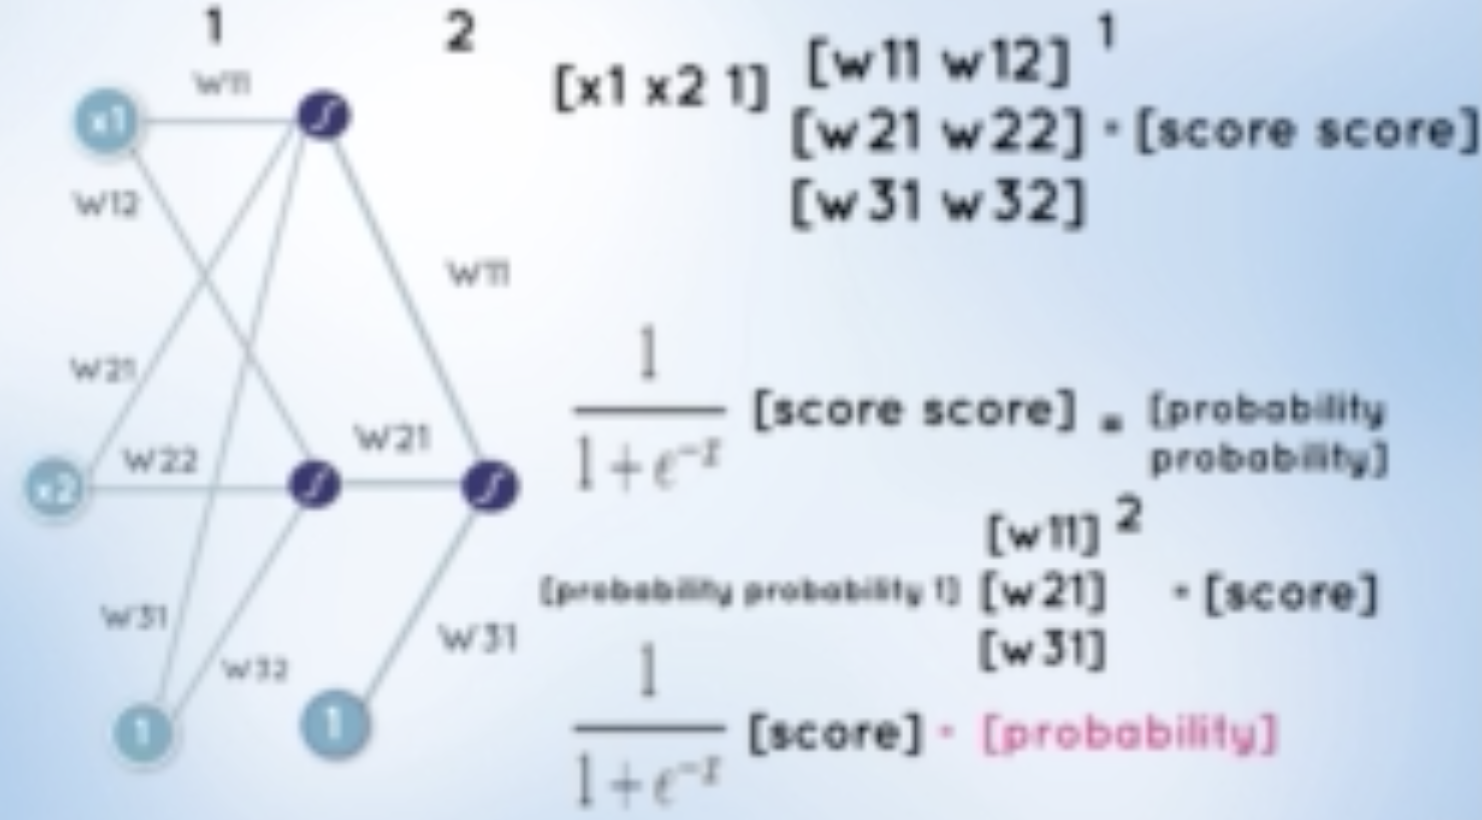 1
2
W11
x1
W12
W11
W21
W21
W22
x2
W31
W32
W31
1
1
[x1 x2 1] [w11 w12] 1
[w21 w22] = [score score]
[w31 w32]
1
1+e^-x [score score] = [probability
probability]
[probability probability 1] [w11] 2
[w21] = [score]
[w31]
1
1+e^-x [score] = [probability]